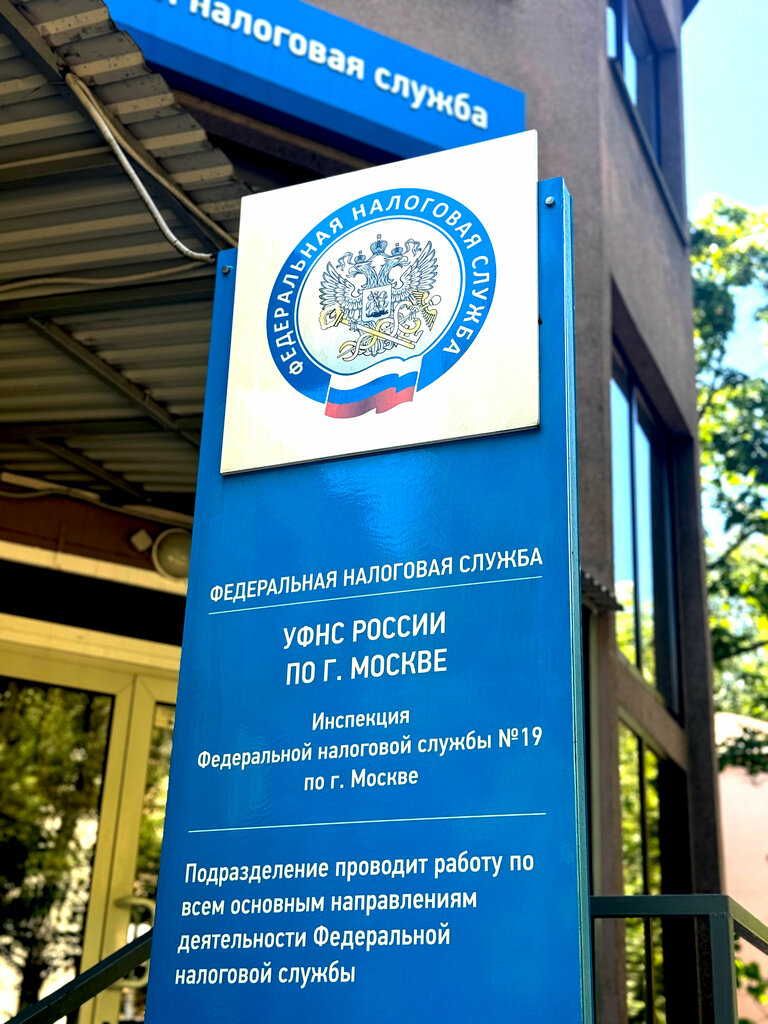 налоговая служба
ФЕДЕРАЛЬНАЯ НАЛОГОВАЯ СЛУЖБА
ФЕДЕРАЛЬНАЯ НАЛОГОВАЯ СЛУЖБА
УФНС РОССИИ
ПО Г. МОСКВЕ
Инспекция
Федеральной налоговой службы №19
по г. Москве
Подразделение проводит работу по
всем основным направлениям
деятельности Федеральной
налоговой службы